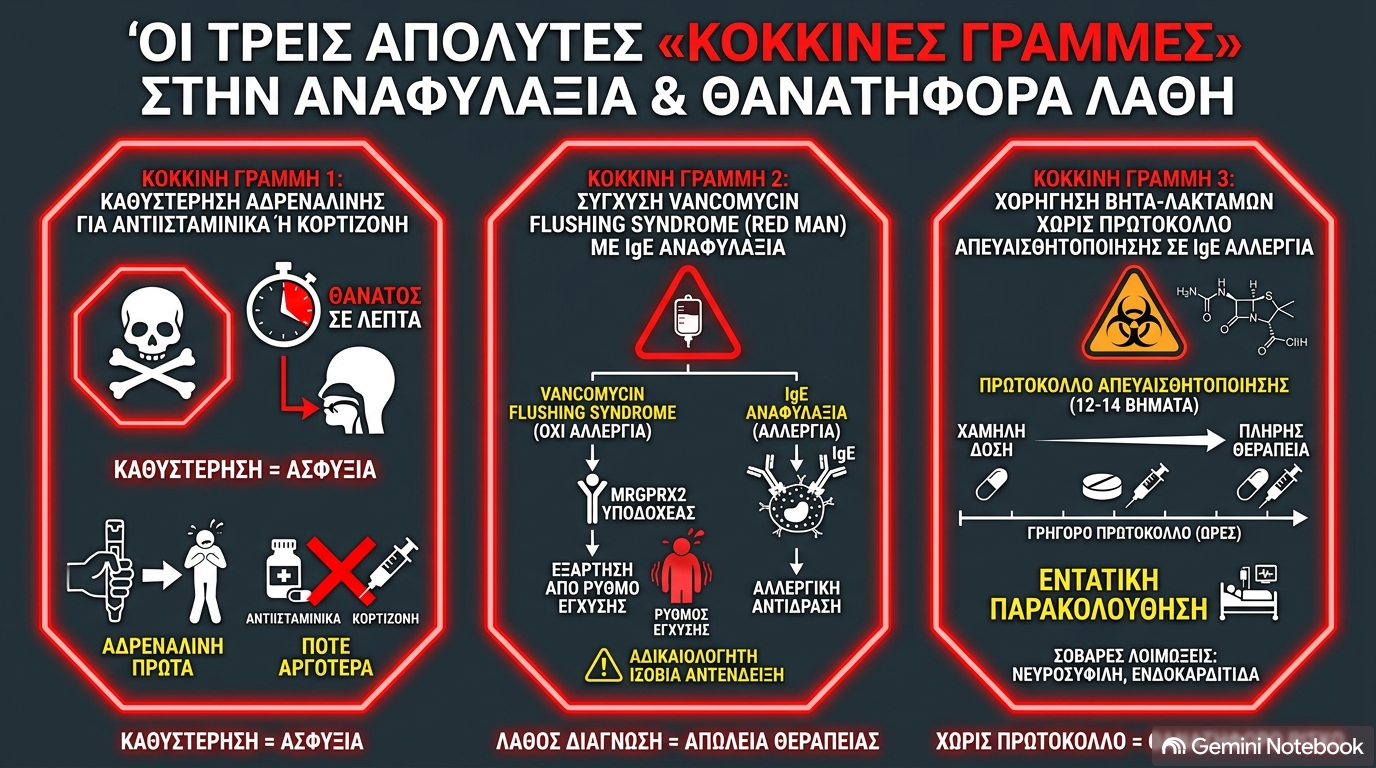 ‘ΟΙ ΤΡΕΙΣ ΑΠΟΛΥΤΕΣ «ΚΟΚΚΙΝΕΣ ΓΡΑΜΜΕΣ»
ΣΤΗΝ ΑΝΑΦΥΛΑΞΙΑ & ΘΑΝΑΤΗΦΟΡΑ ΛΑΘΗ
ΚΟΚΚΙΝΗ ΓΡΑΜΜΗ 1:
ΚΑΘΥΣΤΕΡΗΣΗ ΑΔΡΕΝΑΛΙΝΗΣ
ΓΙΑ ΑΝΤΙΙΣΤΑΜΙΝΙΚΑ Ή ΚΟΡΤΙΖΟΝΗ
ΘΑΝΑΤΟΣ
ΣΕ ΛΕΠΤΑ
ΚΑΘΥΣΤΕΡΗΣΗ = ΑΣΦΥΞΙΑ
ΑΝΤΙΙΣΤΑΜΙΝΙΚΑ ΚΟΡΤΙΖΟΝΗ
ΑΔΡΕΝΑΛΙΝΗ
ΠΡΩΤΑ
ΠΟΤΕ
ΑΡΓΟΤΕΡΑ
ΚΑΘΥΣΤΕΡΗΣΗ = ΑΣΦΥΞΙΑ
ΚΟΚΚΙΝΗ ΓΡΑΜΜΗ 2:
ΣΥΓΧΥΣΗ VANCOMYCIN
FLUSHING SYNDROME (RED MAN)
ΜΕ IgE ΑΝΑΦΥΛΑΞΙΑ
VANCOMYCIN
FLUSHING SYNDROME
(ΟΧΙ ΑΛΛΕΡΓΙΑ)
IgE
ΑΝΑΦΥΛΑΞΙΑ
(ΑΛΛΕΡΓΙΑ)
IgE
MRGPRX2
ΥΠΟΔΟΧΕΑΣ
ΕΞΑΡΤΗΣΗ
ΑΠΟ ΡΥΘΜΟ
ΕΓΧΥΣΗΣ
ΡΥΘΜΟΣ
ΕΓΧΥΣΗΣ
ΑΛΛΕΡΓΙΚΗ
ΑΝΤΙΔΡΑΣΗ
ΑΔΙΚΑΙΟΛΟΓΗΤΗ
ΙΣΟΒΙΑ ΑΝΤΕΝΔΕΙΞΗ
ΛΑΘΟΣ ΔΙΑΓΝΩΣΗ = ΑΠΩΛΕΙΑ ΘΕΡΑΠΕΙΑΣ
ΚΟΚΚΙΝΗ ΓΡΑΜΜΗ 3:
ΧΟΡΗΓΗΣΗ ΒΗΤΑ-ΛΑΚΤΑΜΩΝ
ΧΩΡΙΣ ΠΡΩΤΟΚΟΛΛΟ
ΑΠΕΥΑΙΣΘΗΤΟΠΟΙΗΣΗΣ ΣΕ IgE ΑΛΛΕΡΓΙΑ
H₂N H N H S
O O N O CliH
ΠΡΩΤΟΚΟΛΛΟ ΑΠΕΥΑΙΣΘΗΤΟΠΟΙΗΣΗΣ
(12-14 ΒΗΜΑΤΑ)
ΧΑΜΗΛΗ
ΔΟΣΗ
ΠΛΗΡΗΣ
ΘΕΡΑΠΕΙΑ
ΓΡΗΓΟΡΟ ΠΡΩΤΟΚΟΛΛΟ (ΩΡΕΣ)
ΕΝΤΑΤΙΚΗ
ΠΑΡΑΚΟΛΟΥΘΗΣΗ
ΣΟΒΑΡΕΣ ΛΟΙΜΩΞΕΙΣ:
ΝΕΥΡΟΣΥΦΙΛΗ, ΕΝΔΟΚΑΡΔΙΤΙΔΑ
ΧΩΡΙΣ ΠΡΩΤΟΚΟΛΛΟ =
Gemini Notebook